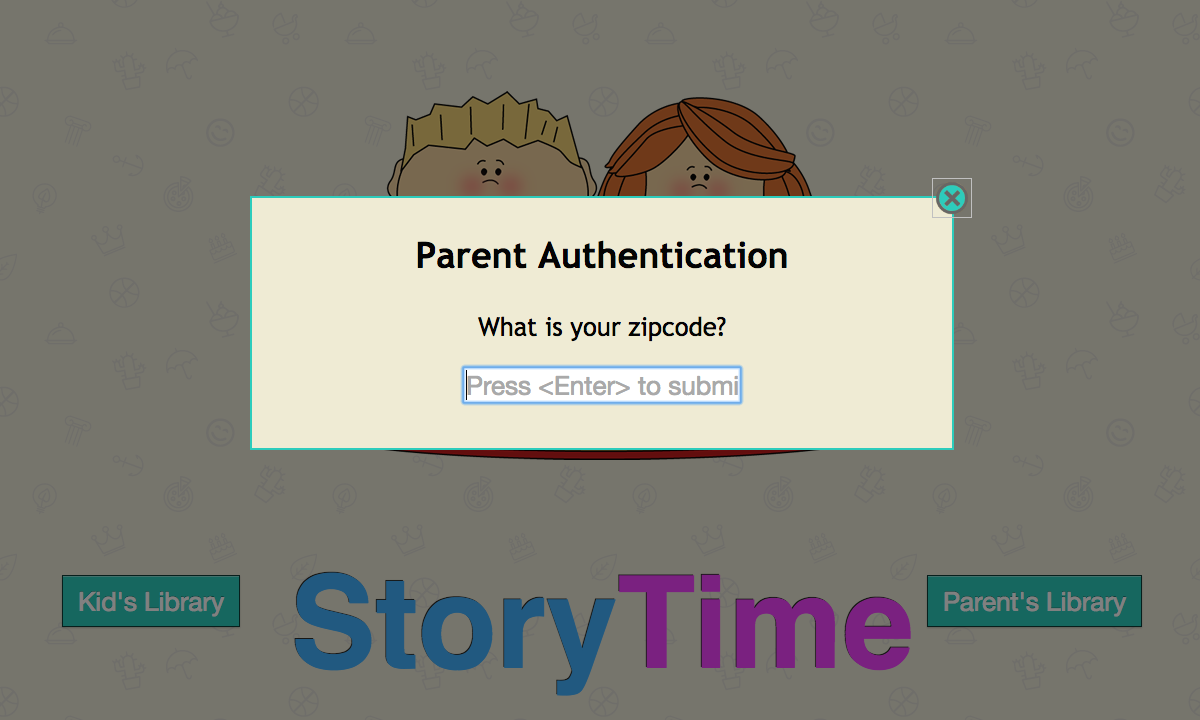 Parent Authentication
What is your zipcode?
Press <Enter> to submi
Kid's Library
StoryTime
Parent's Library